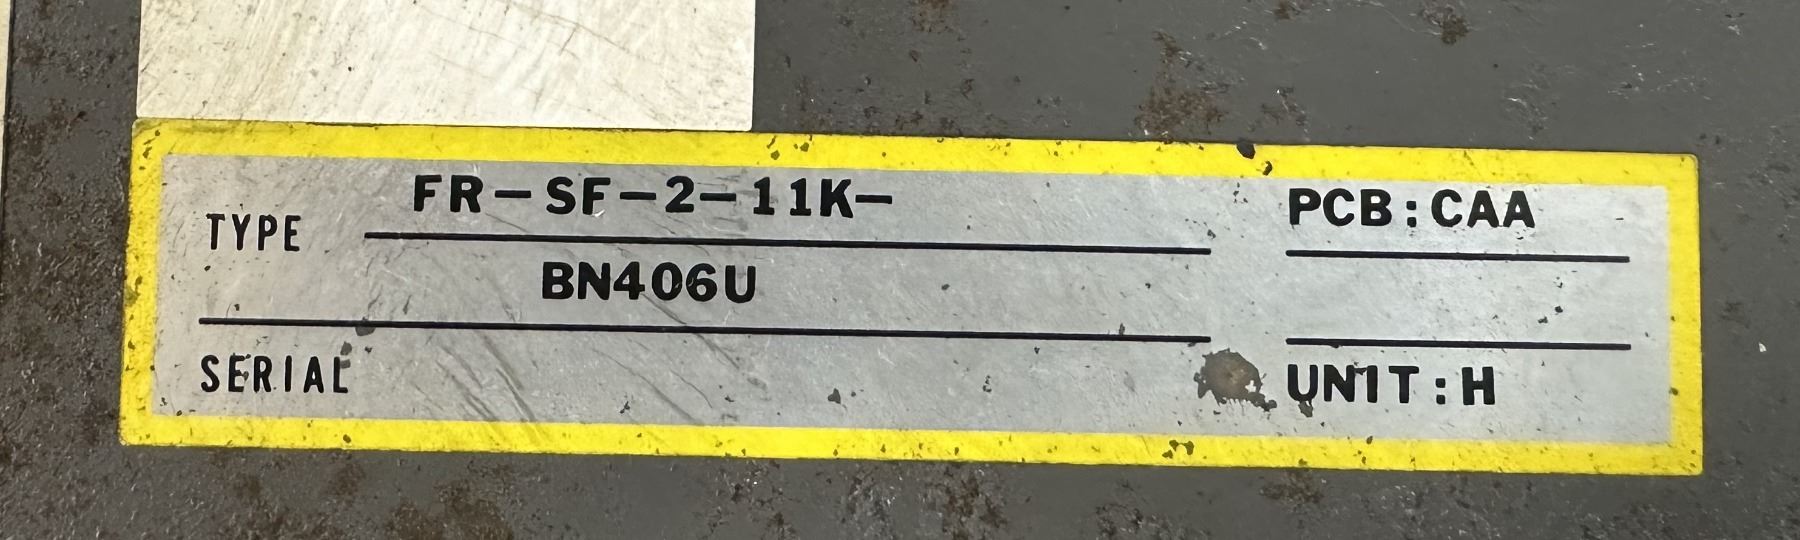 TYPE FR-SF-2-11K- PCB:CAA
BN406U
SERIAL UNIT:H